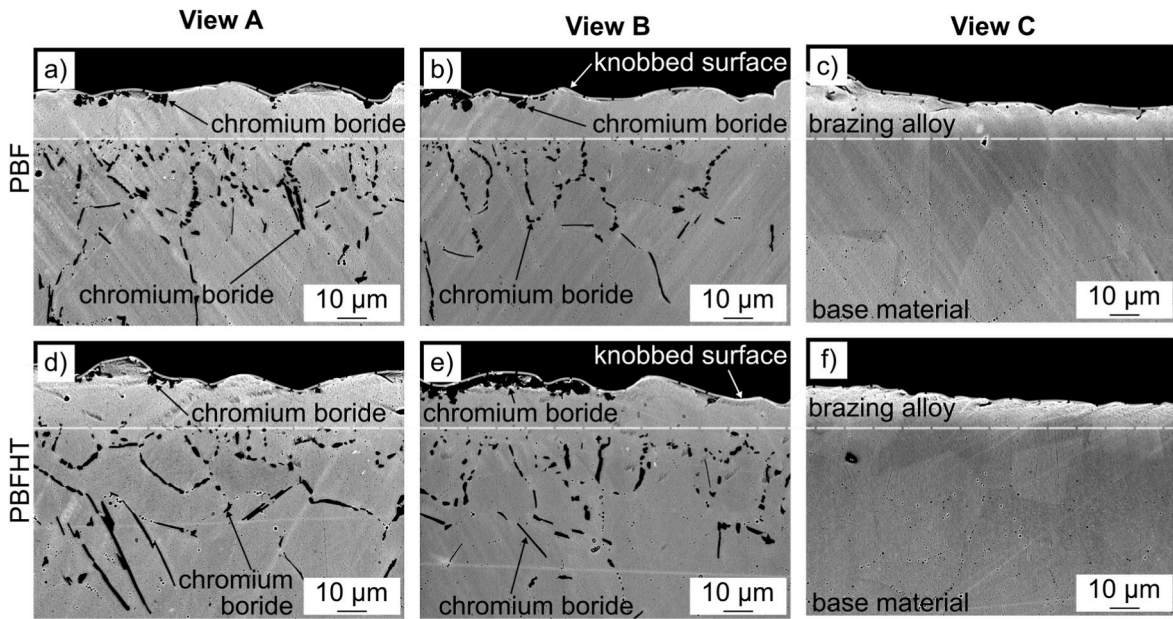 View A
View B
View C
PBF
a)
chromium boride
chromium boride
10 µm
b)
knobbed surface
chromium boride
chromium boride
10 µm
c)
brazing alloy
base material
10 µm
PBFHT
d)
chromium boride
chromium
boride
10 µm
e)
knobbed surface
chromium boride
chromium boride
10 µm
f)
brazing alloy
base material
10 µm